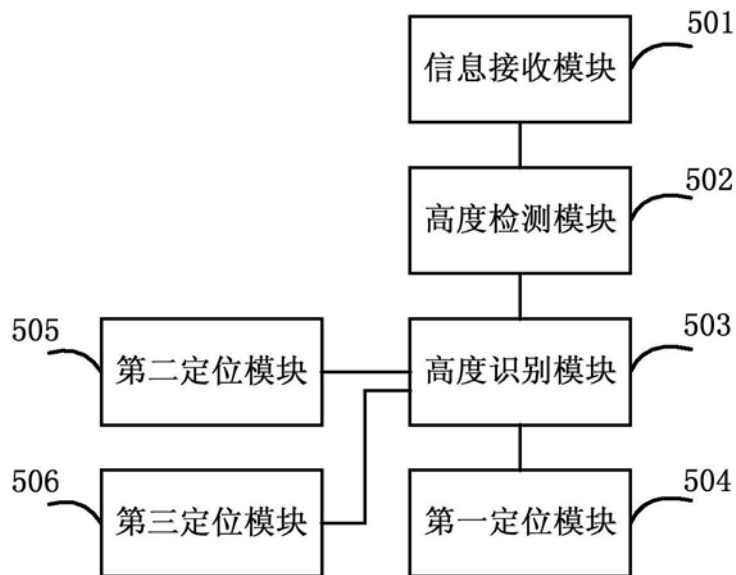 501
信息接收模块
502
高度检测模块
505
503
第二定位模块
高度识别模块
506
504
第三定位模块
第一定位模块